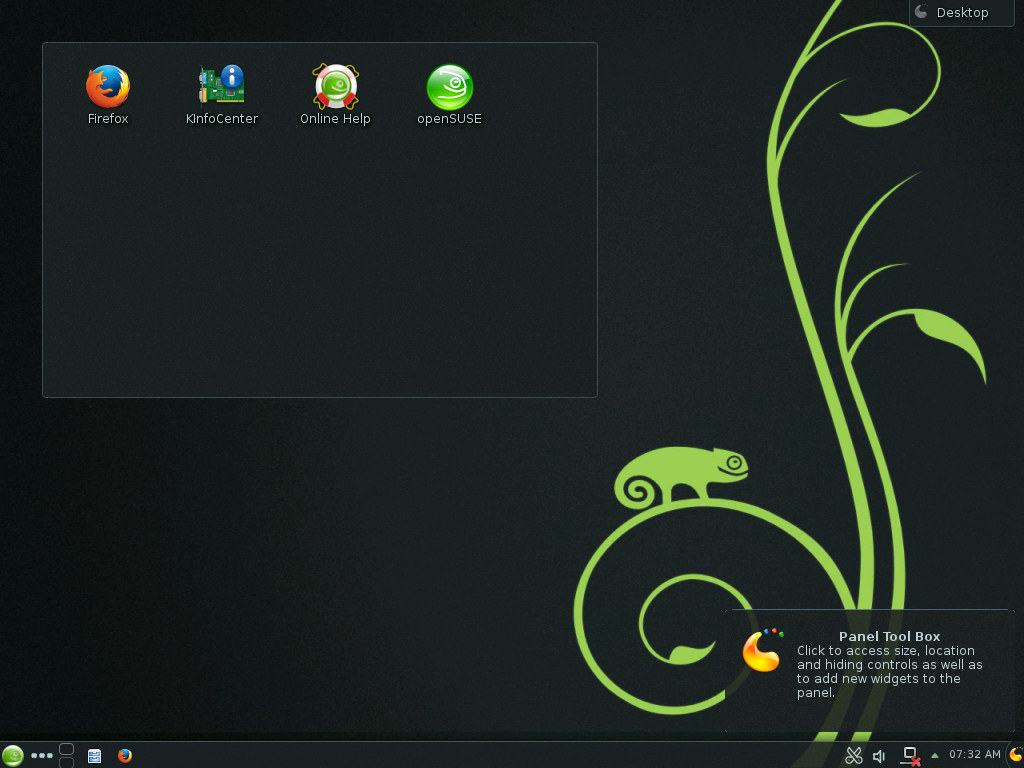 Desktop
Firefox
KInfoCenter
Online Help
openSUSE
Panel Tool Box
Click to access size, location
and hiding controls as well as
to add new widgets to the
panel.
07:32 AM